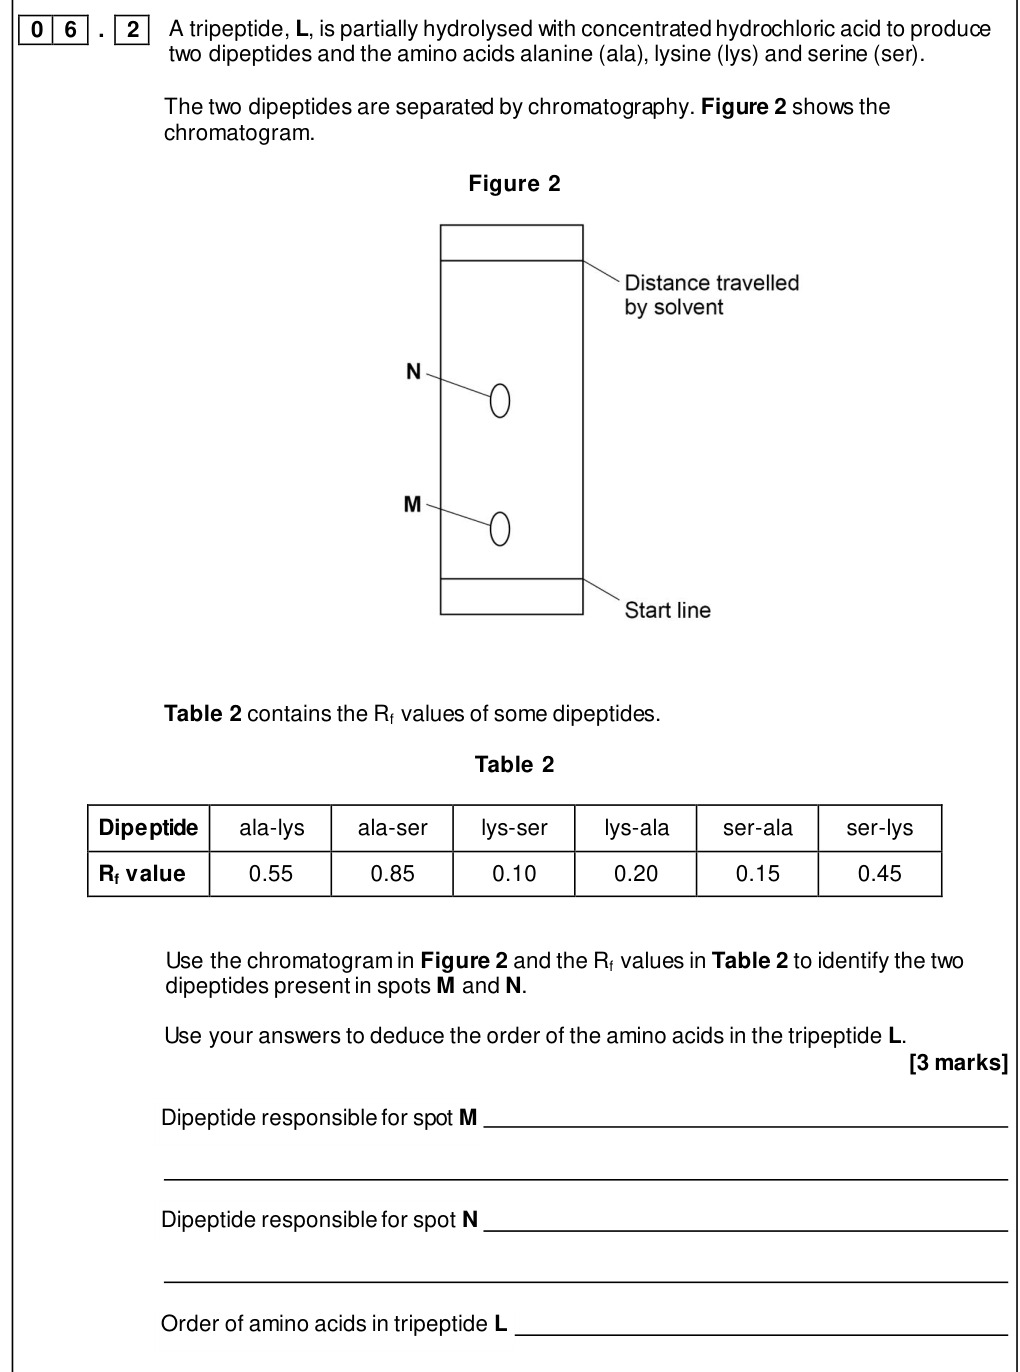 0 6 . 2 A tripeptide, L, is partially hydrolysed with concentrated hydrochloric acid to produce
two dipeptides and the amino acids alanine (ala), lysine (lys) and serine (ser).
The two dipeptides are separated by chromatography. Figure 2 shows the
chromatogram.
Figure 2
Distance travelled
by solvent
N
M
Start line
Table 2 contains the Rf values of some dipeptides.
Table 2
Dipeptide ala-lys ala-ser lys-ser lys-ala ser-ala ser-lys
Rf value 0.55 0.85 0.10 0.20 0.15 0.45
Use the chromatogram in Figure 2 and the Rf values in Table 2 to identify the two
dipeptides present in spots M and N.
Use your answers to deduce the order of the amino acids in the tripeptide L.
[3 marks]
Dipeptide responsible for spot M
Dipeptide responsible for spot N
Order of amino acids in tripeptide L